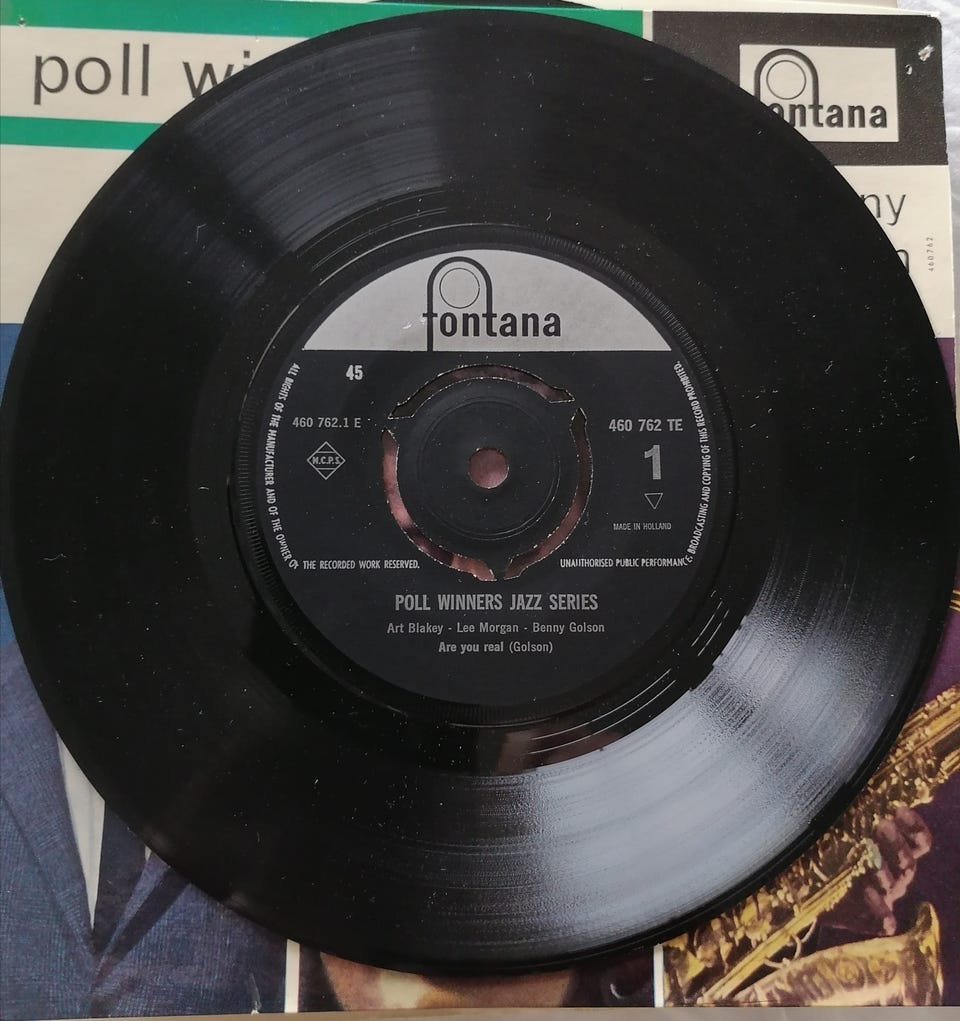 poll wi
fontana
ny
n
460762
fontana
45
460 762.1 E
460 762 TE
M.C.P.S.
1
MADE IN HOLLAND
ALL RIGHTS OF THE MANUFACTURER AND OF THE OWNER OF THE RECORDED WORK RESERVED.
UNAUTHORISED PUBLIC PERFORMANCE BROADCASTING AND COPYING OF THIS RECORD PROHIBITED.
POLL WINNERS JAZZ SERIES
Art Blakey - Lee Morgan - Benny Golson
Are you real (Golson)